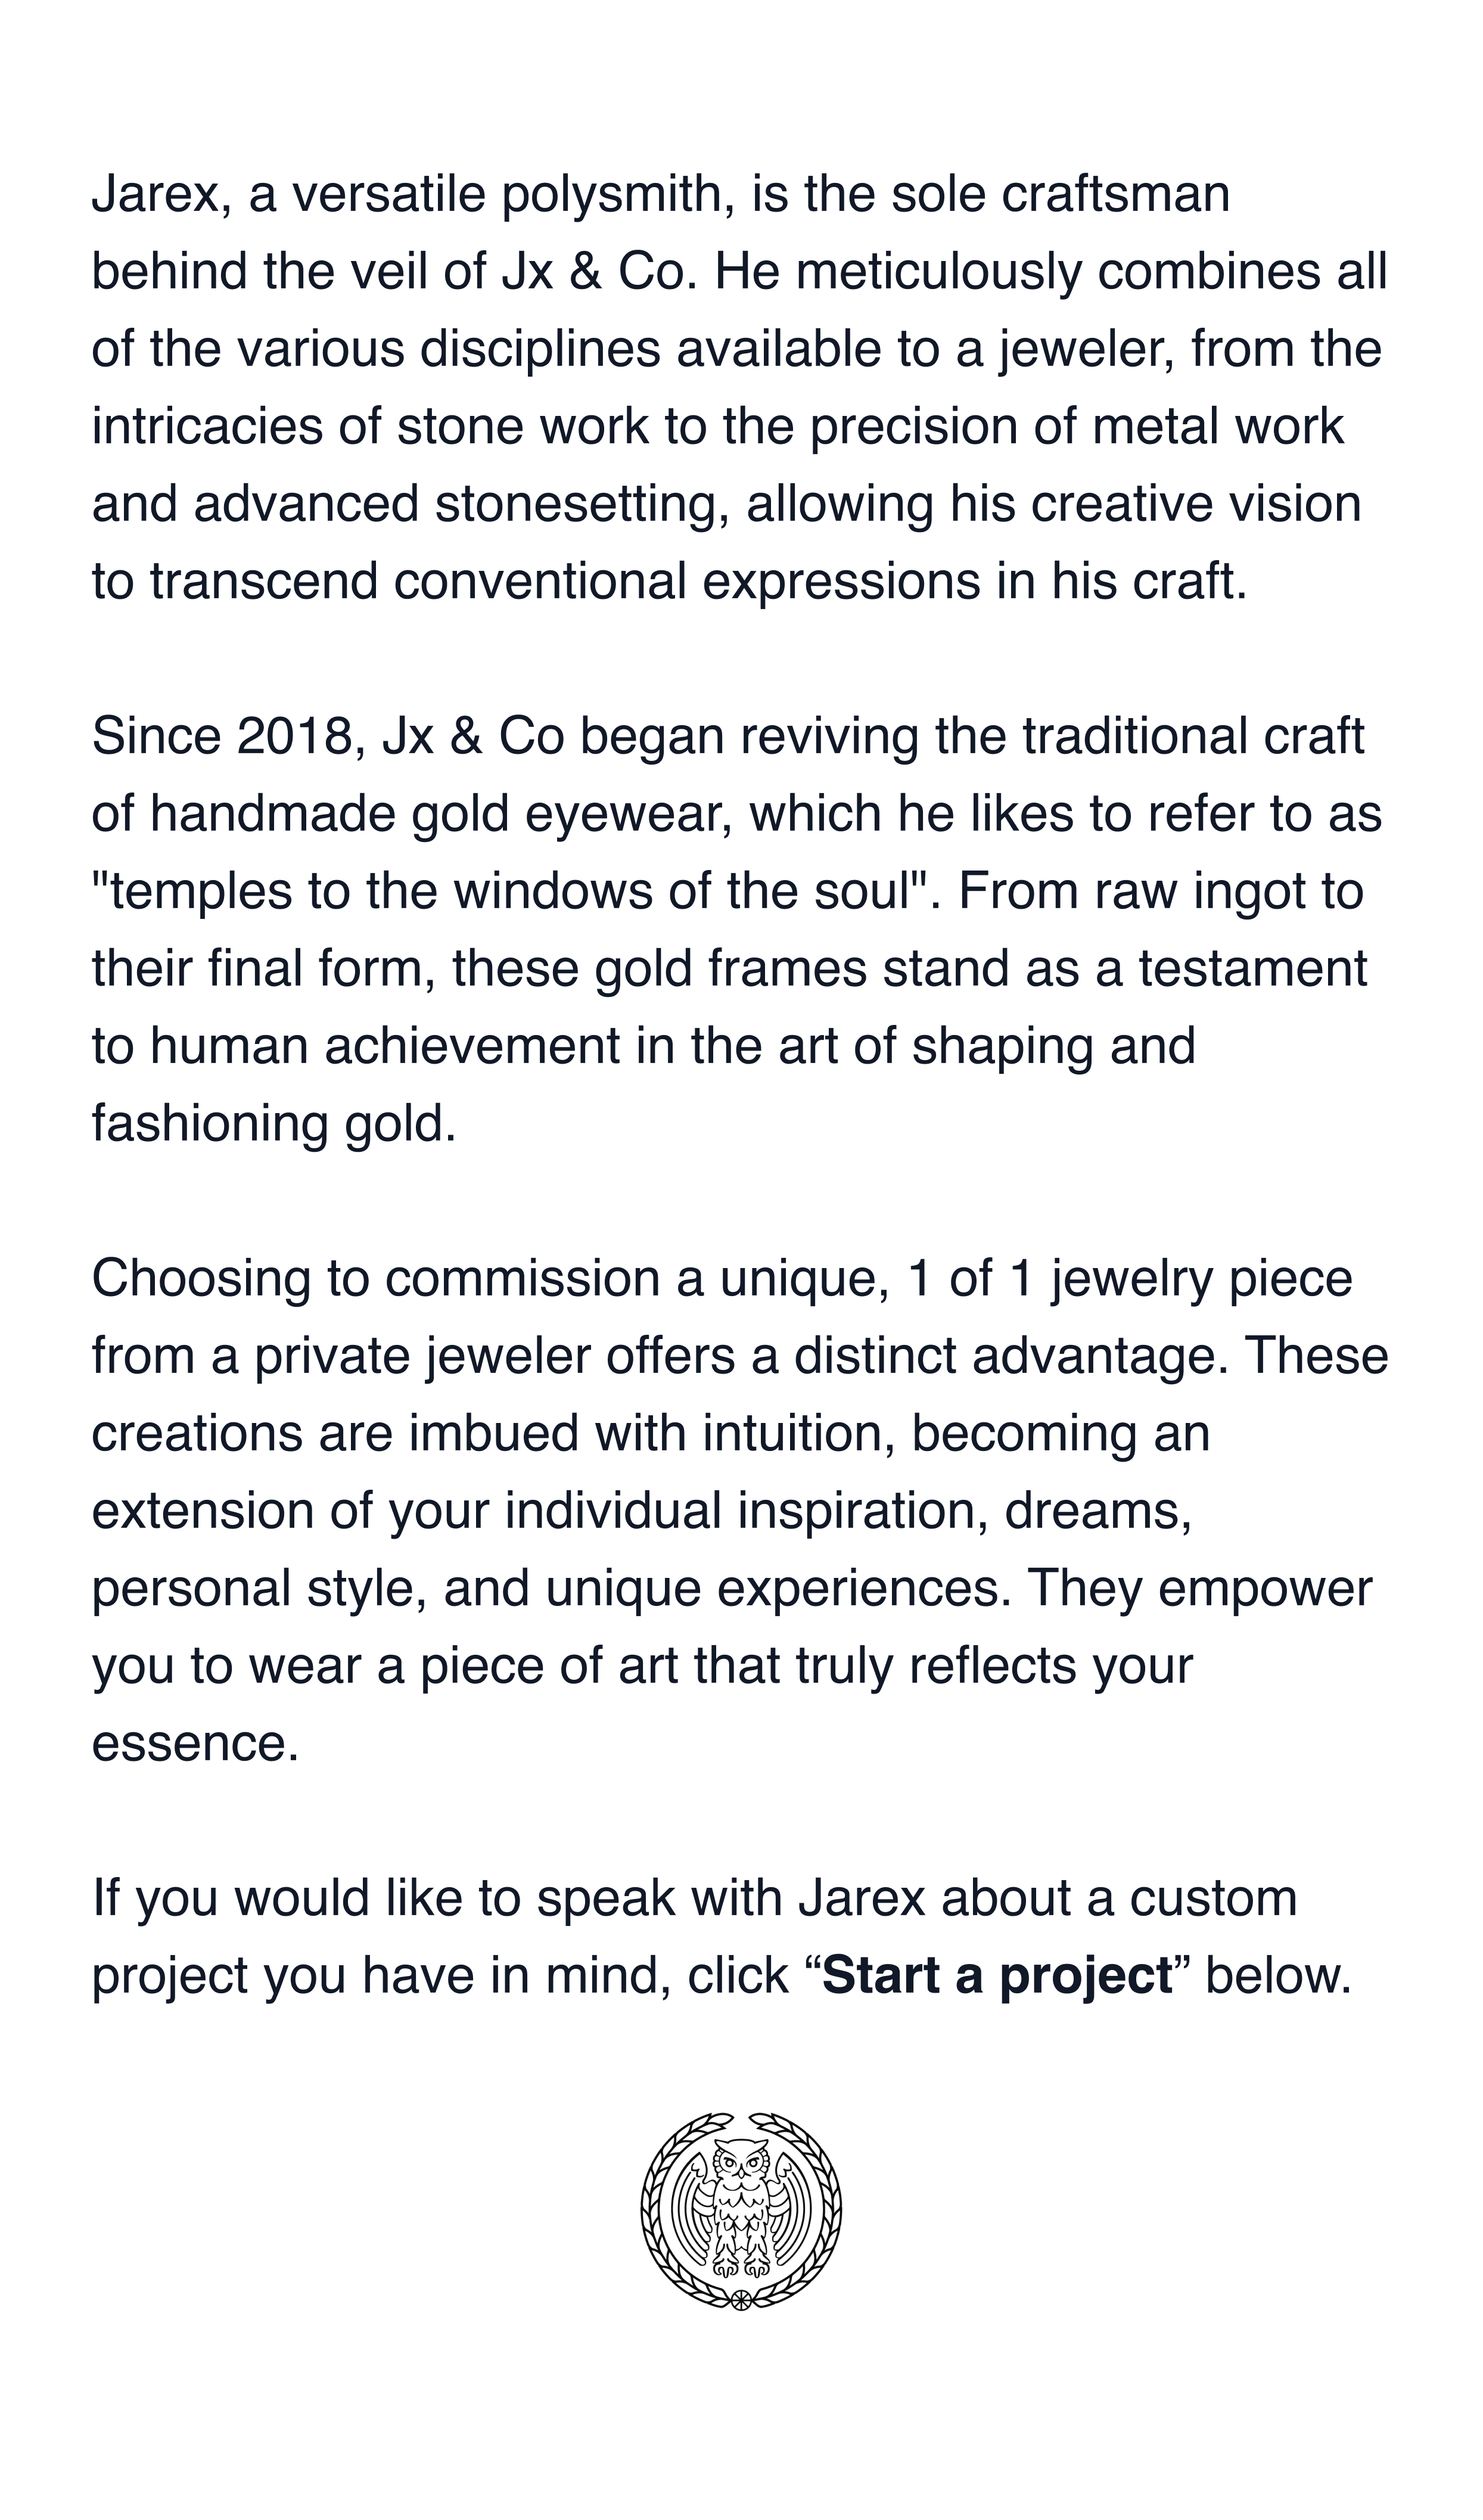 Jarex, a versatile polysmith, is the sole craftsman
behind the veil of Jx & Co. He meticulously combines all
of the various disciplines available to a jeweler, from the
intricacies of stone work to the precision of metal work
and advanced stonesetting, allowing his creative vision
to transcend conventional expressions in his craft.
Since 2018, Jx & Co began reviving the traditional craft
of handmade gold eyewear, which he likes to refer to as
"temples to the windows of the soul". From raw ingot to
their final form, these gold frames stand as a testament
to human achievement in the art of shaping and
fashioning gold.
Choosing to commission a unique, 1 of 1 jewelry piece
from a private jeweler offers a distinct advantage. These
creations are imbued with intuition, becoming an
extension of your individual inspiration, dreams,
personal style, and unique experiences. They empower
you to wear a piece of art that truly reflects your
essence.
If you would like to speak with Jarex about a custom
project you have in mind, click “Start a project” below.